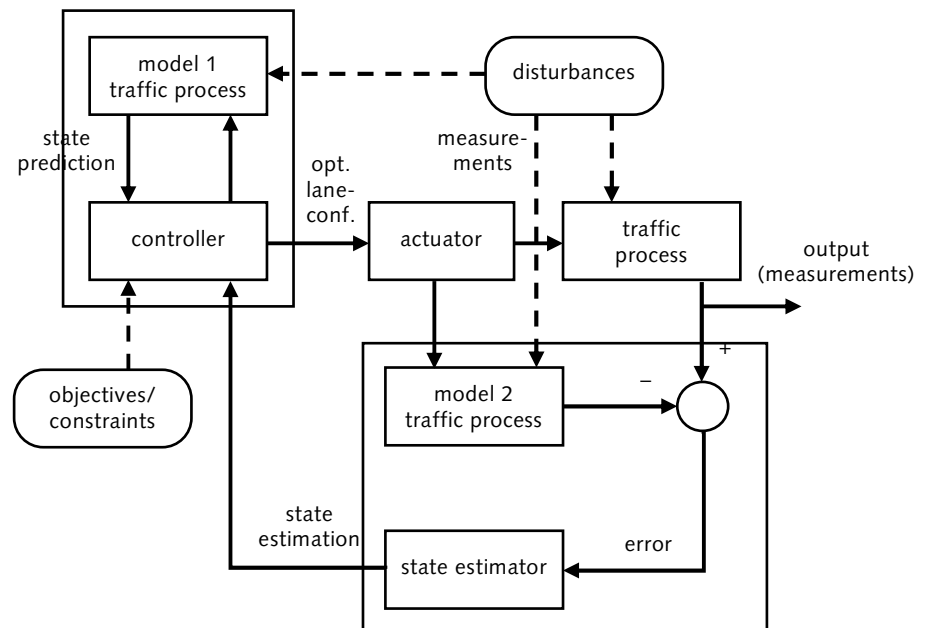 model 1
traffic process
disturbances
state
prediction
measure-
ments
opt.
lane-
conf.
controller
actuator
traffic
process
output
(measurements)
+
objectives/
constraints
model 2
traffic process
−
state
estimation
state estimator
error